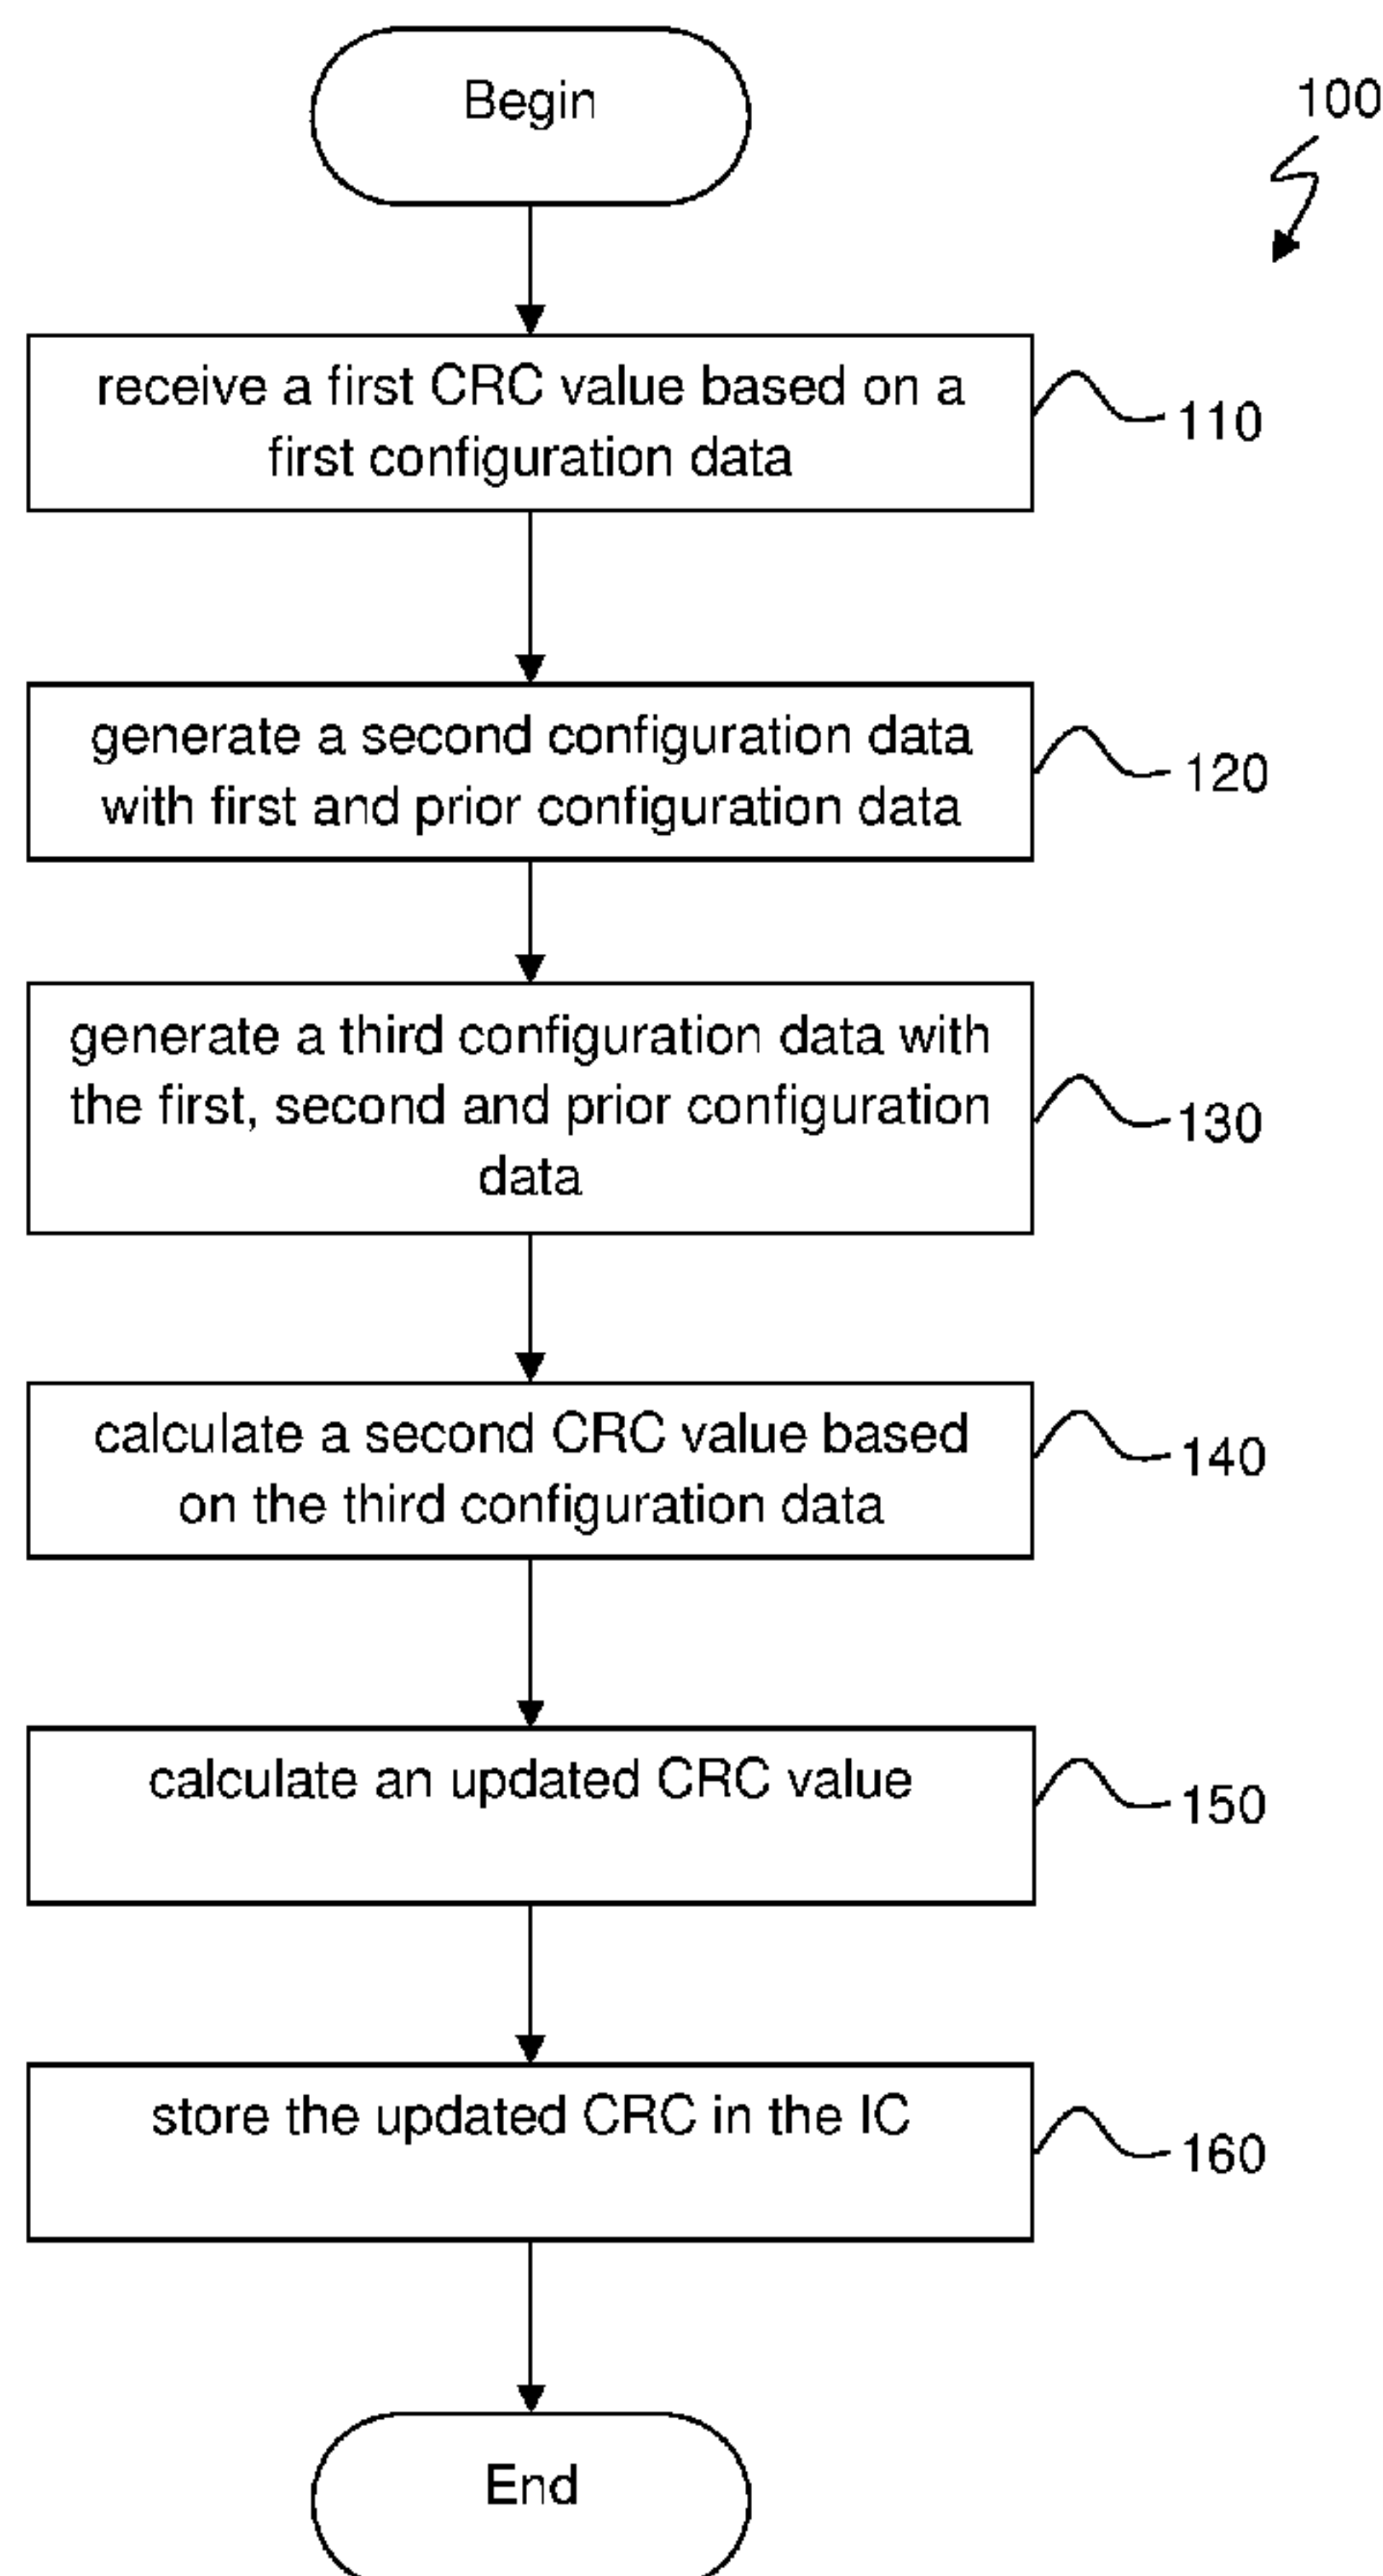 Begin
100
receive a first CRC value based on a
first configuration data
110
generate a second configuration data
with first and prior configuration data
120
generate a third configuration data with
the first, second and prior configuration
data
130
calculate a second CRC value based
on the third configuration data
140
calculate an updated CRC value
150
store the updated CRC in the IC
160
End